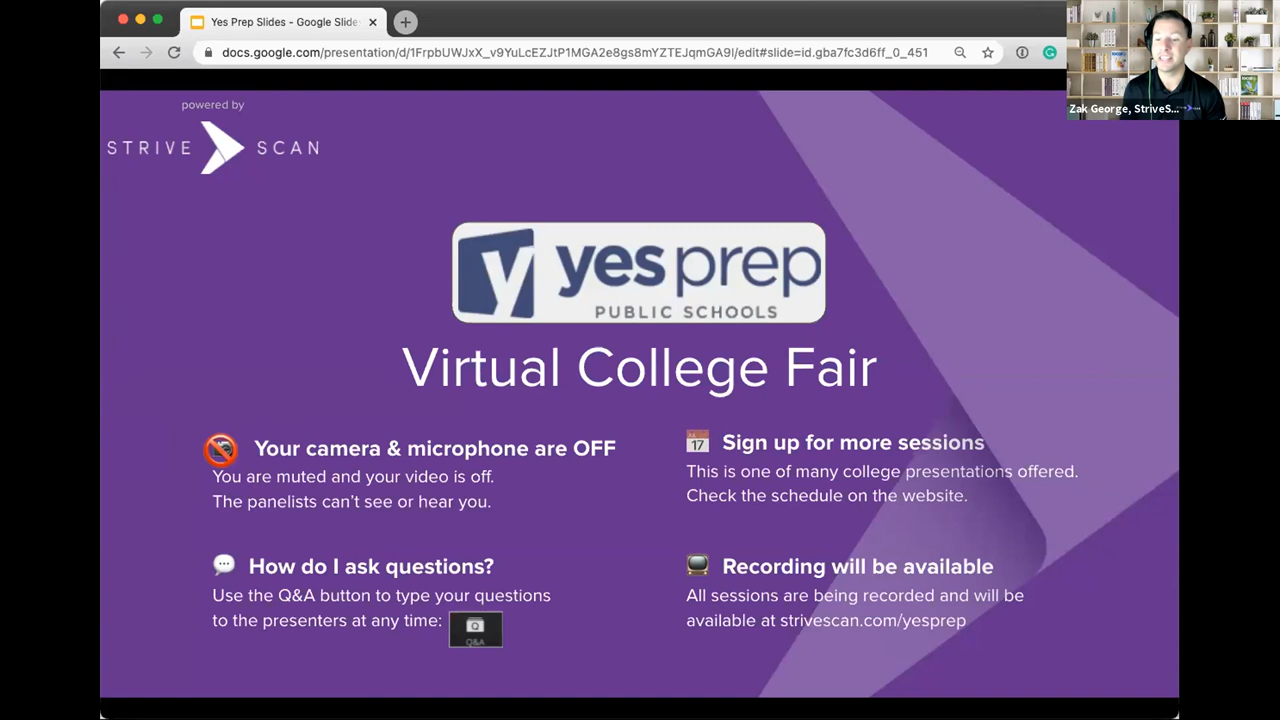 Yes Prep Slides - Google Slide
docs.google.com/presentation/d/1FrpbUWJxX_v9YuLcEZJtP1MGA2e8gs8mYZTEJqmGA9I/edit#slide=id.gba7fc3d6ff_0_451
Zak George, StriveS...
powered by
STRIVE SCAN
y yes prep
PUBLIC SCHOOLS
Virtual College Fair
Your camera & microphone are OFF
You are muted and your video is off.
The panelists can't see or hear you.
How do I ask questions?
Use the Q&A button to type your questions
to the presenters at any time:
Q
Q&A
17
Sign up for more sessions
This is one of many college presentations offered.
Check the schedule on the website.
Recording will be available
All sessions are being recorded and will be
available at strivescan.com/yesprep